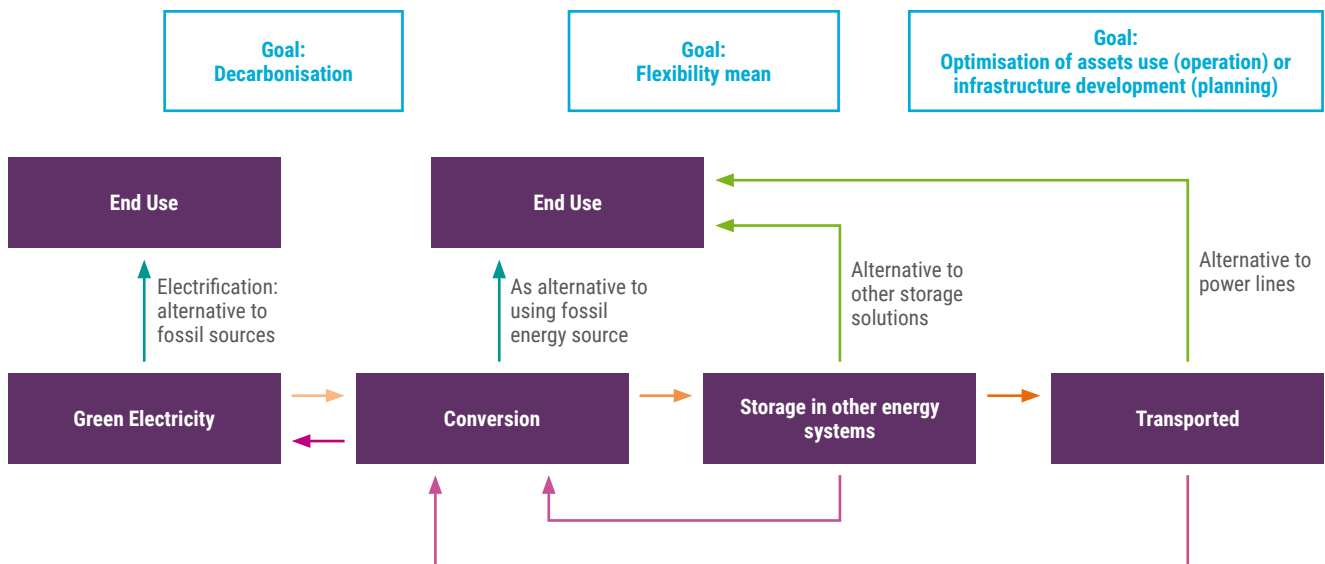 Goal:
Decarbonisation
Goal:
Flexibility mean
Goal:
Optimisation of assets use (operation) or
infrastructure development (planning)
End Use
End Use
Electrification:
alternative to
fossil sources
As alternative to
using fossil
energy source
Alternative to
other storage
solutions
Alternative to
power lines
Green Electricity
Conversion
Storage in other energy
systems
Transported